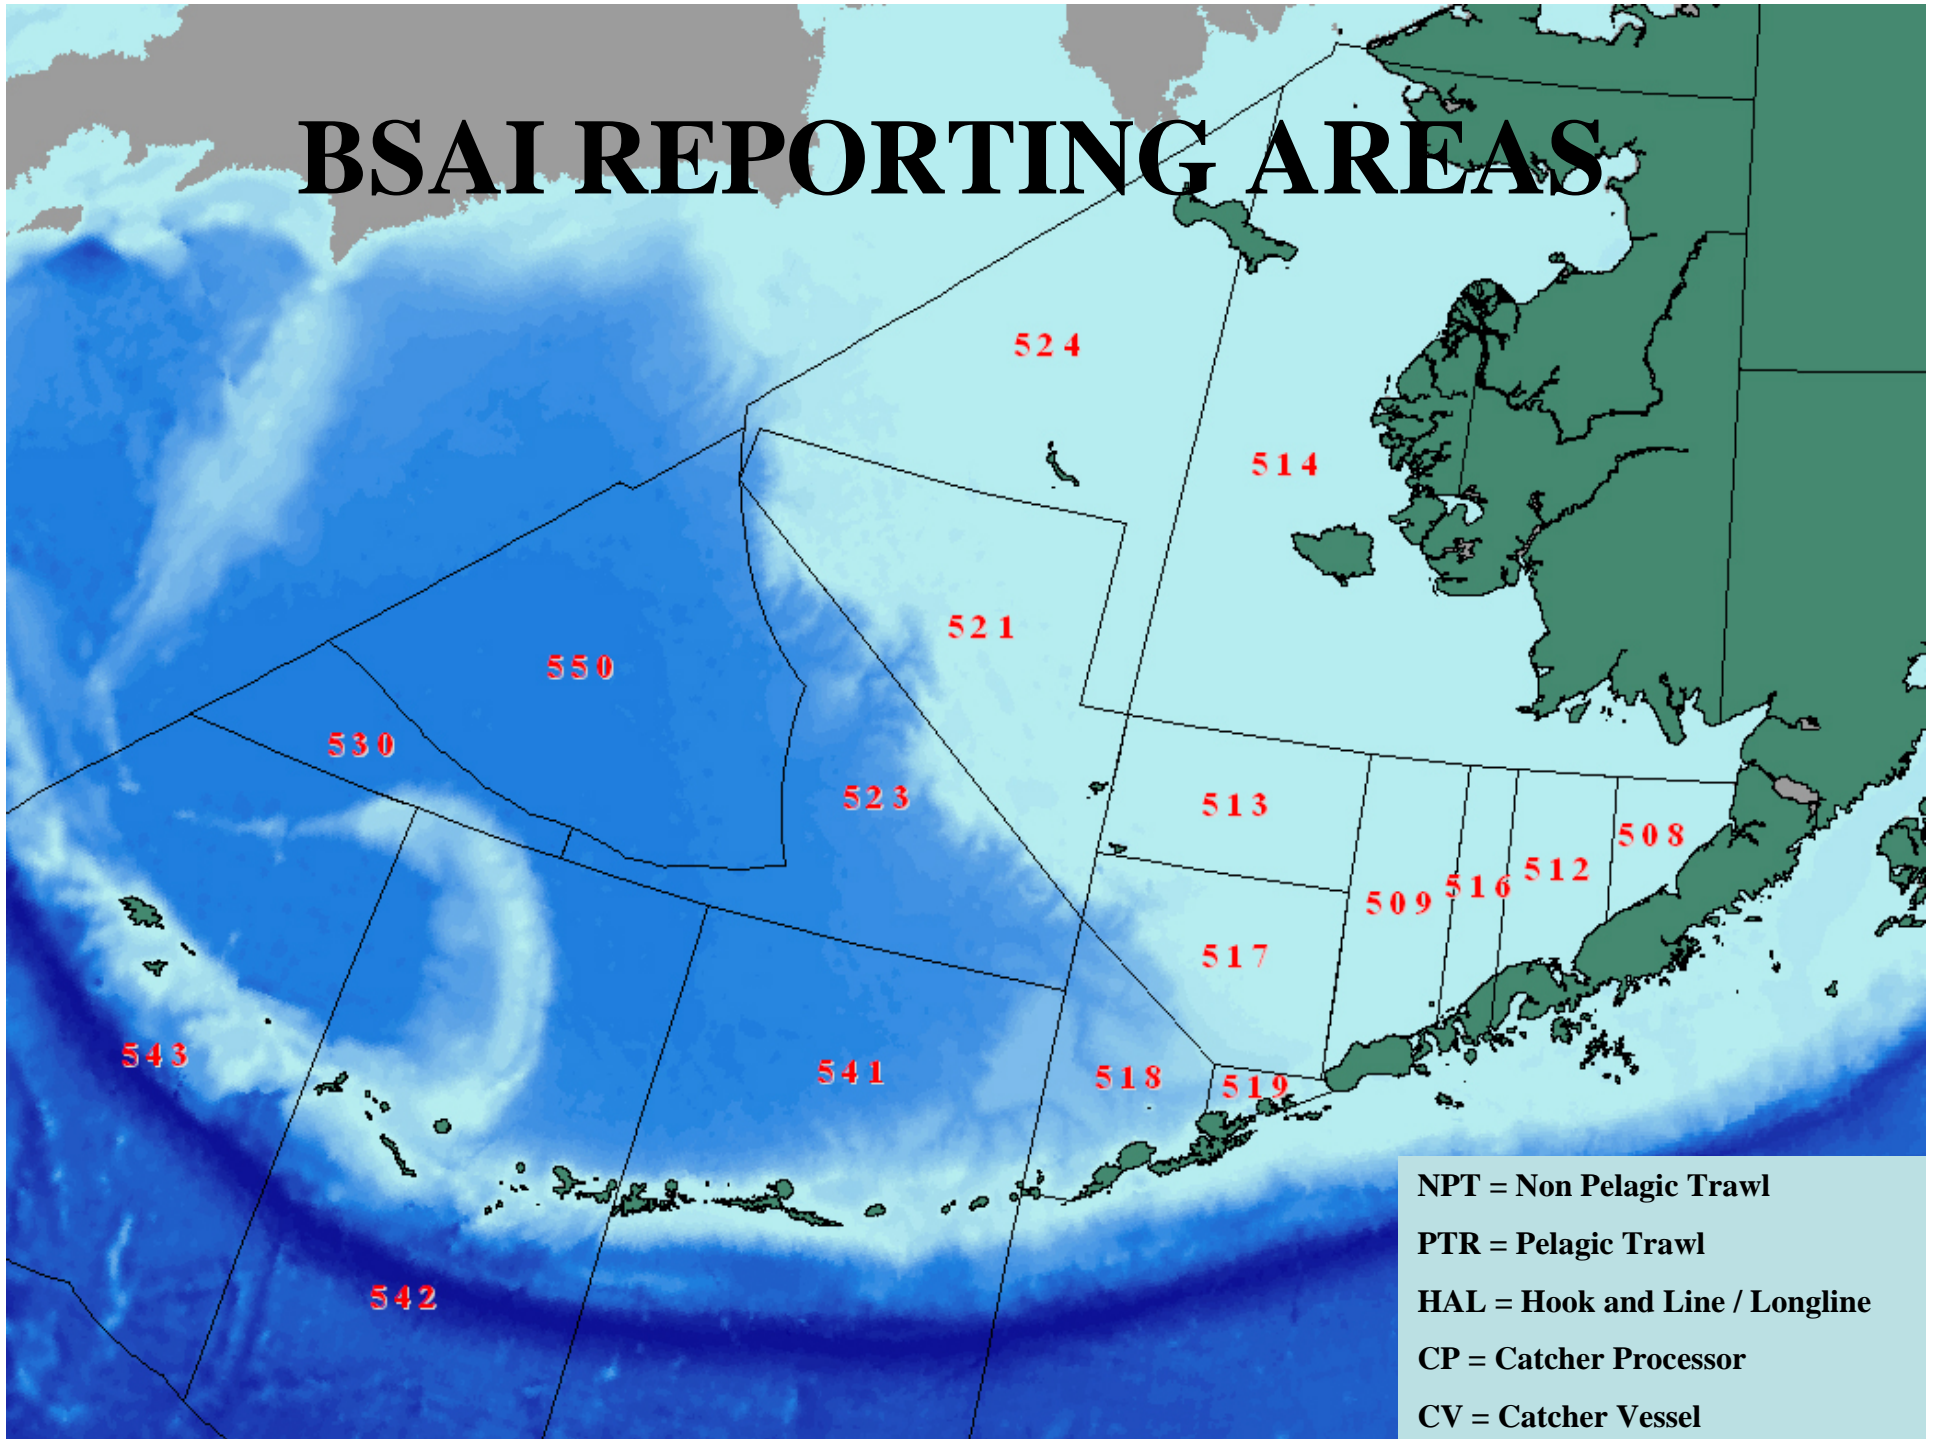 BSAI REPORTING AREAS
524
514
521
550
530
523
513
508
512
516
509
517
543
541
518
519
542
NPT = Non Pelagic Trawl
PTR = Pelagic Trawl
HAL = Hook and Line / Longline
CP = Catcher Processor
CV = Catcher Vessel